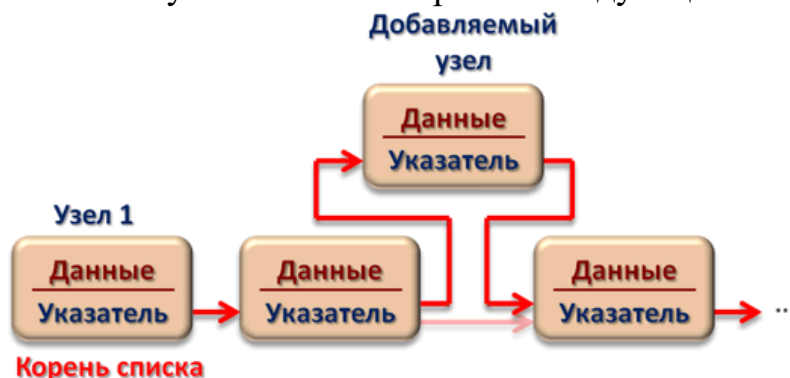 Добавляемый
узел
Данные
Указатель
Узел 1
Данные
Указатель
Данные
Указатель
Данные
Указатель
..
Корень списка